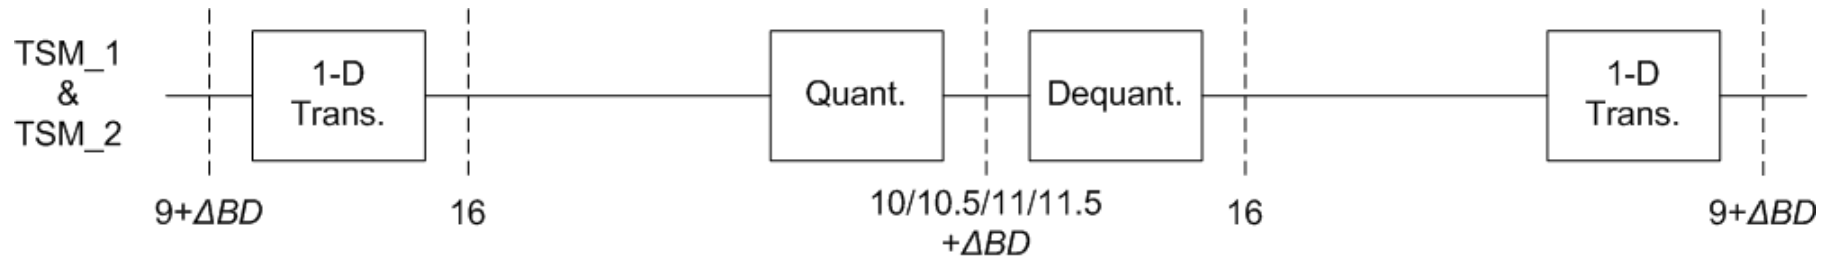 TSM_1
&
TSM_2
1-D
Trans.
Quant.
Dequant.
1-D
Trans.
9+ΔBD
16
10/10.5/11/11.5
+ΔBD
16
9+ΔBD